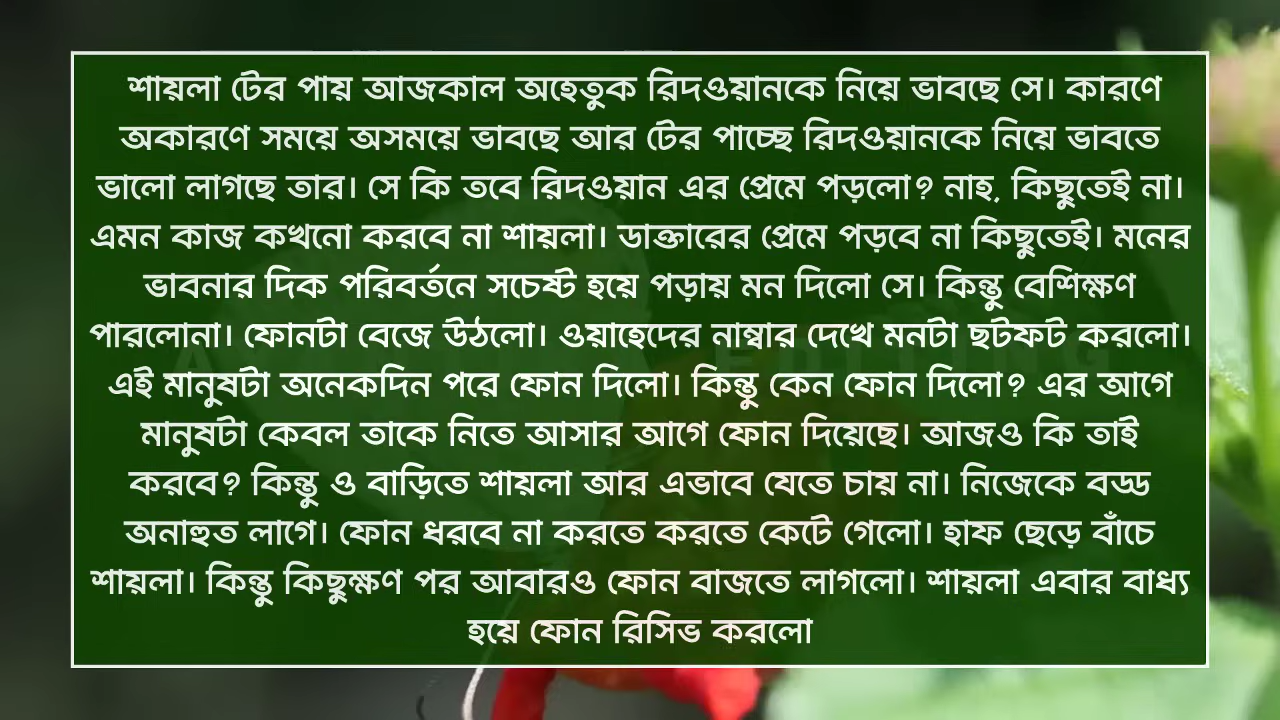 শায়লা টের পায় আজকাল অহেতুক রিদওয়ানকে নিয়ে ভাবছে সে। কারণে
অকারণে সময়ে অসময়ে ভাবছে আর টের পাচ্ছে রিদওয়ানকে নিয়ে ভাবতে
ভালো লাগছে তার। সে কি তবে রিদওয়ান এর প্রেমে পড়লো? নাহ, কিছুতেই না।
এমন কাজ কখনো করবে না শায়লা। ডাক্তারের প্রেমে পড়বে না কিছুতেই। মনের
ভাবনার দিক পরিবর্তনে সচেষ্ট হয়ে পড়ায় মন দিলো সে। কিন্তু বেশিক্ষণ
পারলোনা। ফোনটা বেজে উঠলো। ওয়াহেদের নাম্বার দেখে মনটা ছটফট করলো।
এই মানুষটা অনেকদিন পরে ফোন দিলো। কিন্তু কেন ফোন দিলো? এর আগে
মানুষটা কেবল তাকে নিতে আসার আগে ফোন দিয়েছে। আজও কি তাই
করবে? কিন্তু ও বাড়িতে শায়লা আর এভাবে যেতে চায় না। নিজেকে বড্ড
অনাহুত লাগে। ফোন ধরবে না করতে করতে কেটে গেলো। হাফ ছেড়ে বাঁচে
শায়লা। কিন্তু কিছুক্ষণ পর আবারও ফোন বাজতে লাগলো। শায়লা এবার বাধ্য
হয়ে ফোন রিসিভ করলো